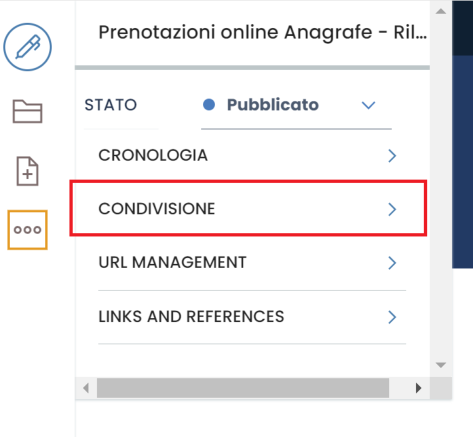 Prenotazioni online Anagrafe - Ril...
STATO Pubblicato
CRONOLOGIA
CONDIVISIONE
URL MANAGEMENT
LINKS AND REFERENCES